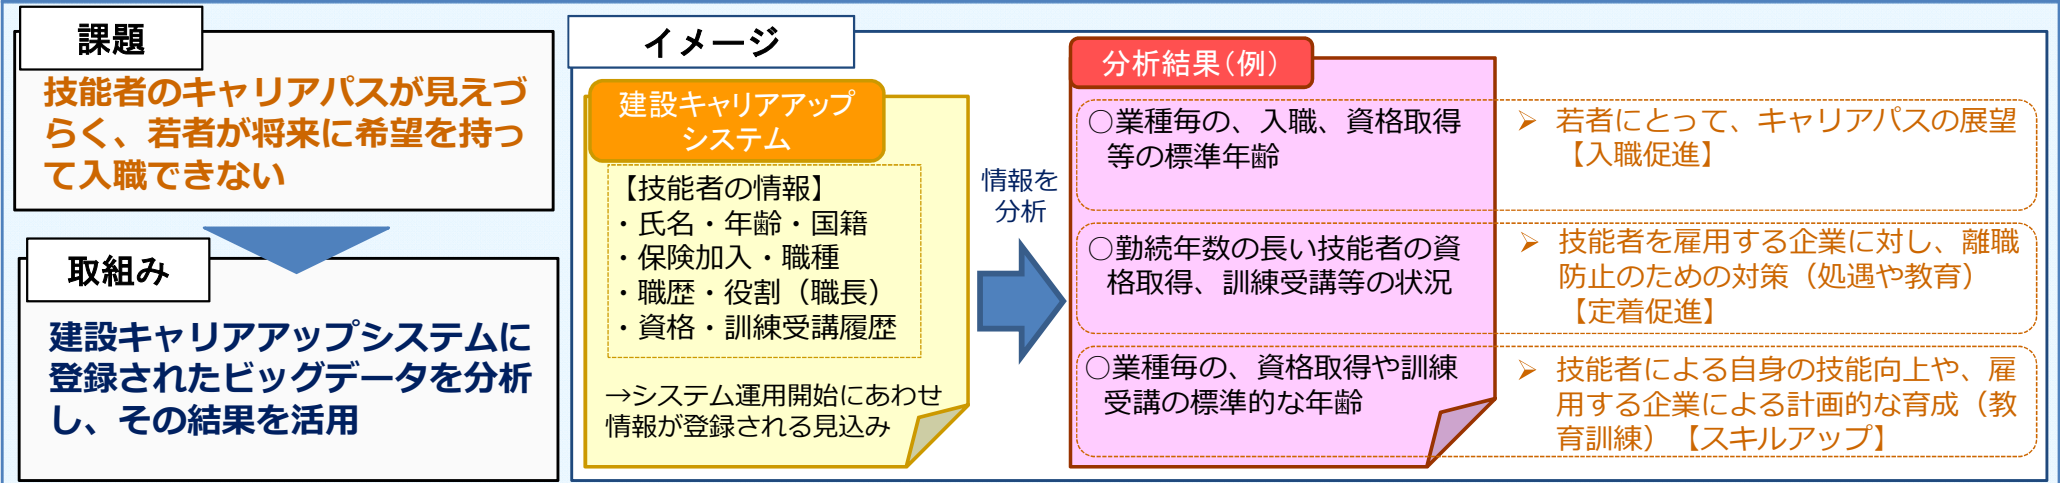 課題
技能者のキャリアパスが見えづ
らく、若者が将来に希望を持っ
て入職できない
取組み
建設キャリアアップシステムに
登録されたビッグデータを分析
し、その結果を活用
イメージ
建設キャリアアップ
システム
【技能者の情報】
・氏名・年齢・国籍
・保険加入・職種
・職歴・役割（職長）
・資格・訓練受講履歴
→システム運用開始にあわせ
情報が登録される見込み
情報を
分析
分析結果（例）
○業種毎の、入職、資格取得
等の標準年齢
○勤続年数の長い技能者の資
格取得、訓練受講等の状況
○業種毎の、資格取得や訓練
受講の標準的な年齢
➢ 若者にとって、キャリアパスの展望
【入職促進】
➢ 技能者を雇用する企業に対し、離職
防止のための対策（処遇や教育）
【定着促進】
➢ 技能者による自身の技能向上や、雇
用する企業による計画的な育成（教
育訓練）【スキルアップ】